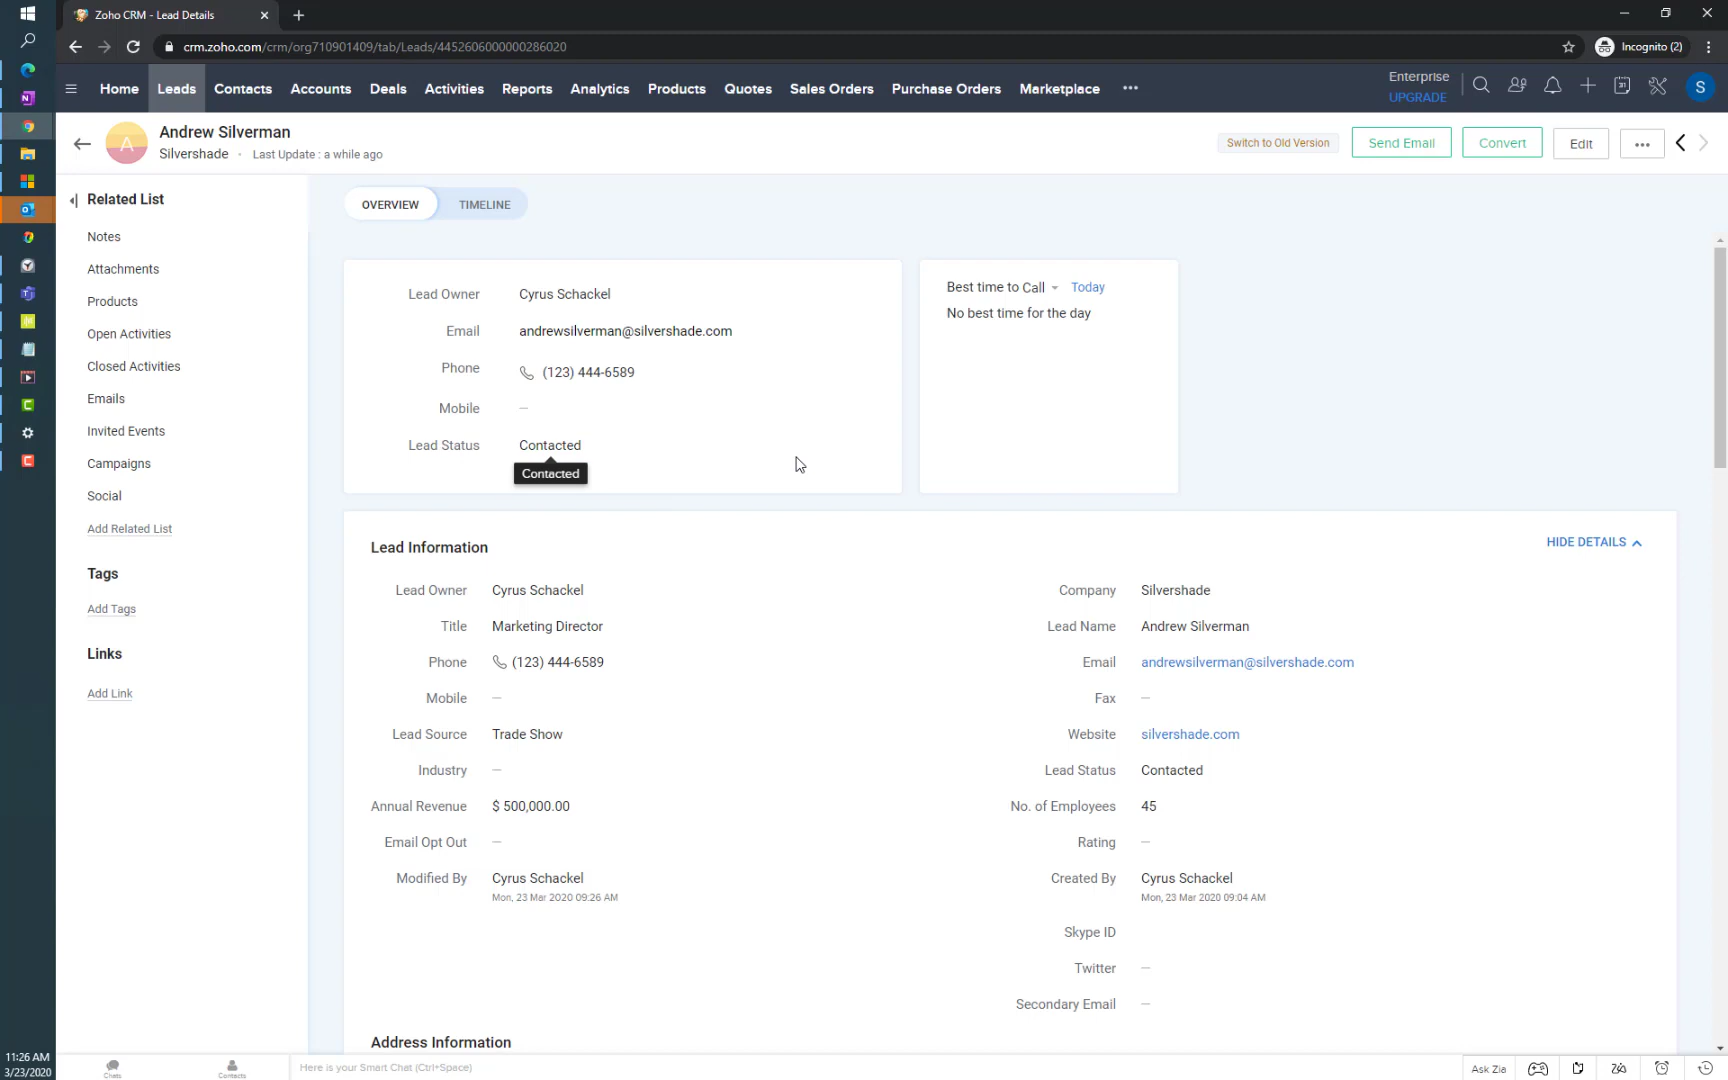 Zoho CRM - Lead Details
crm.zoho.com/crm/org710901409/tab/Leads/4452606000000286020
Incognito (2)
Home Leads Contacts Accounts Deals Activities Reports Analytics Products Quotes Sales Orders Purchase Orders Marketplace
Enterprise
UPGRADE
S
A
Andrew Silverman
Silvershade • Last Update : a while ago
Switch to Old Version
Send Email
Convert
Edit
Related List
Notes
Attachments
Products
Open Activities
Closed Activities
Emails
Invited Events
Campaigns
Social
Add Related List
Tags
Add Tags
Links
Add Link
OVERVIEW TIMELINE
Lead Owner Cyrus Schackel
Email andrewsilverman@silvershade.com
Phone (123) 444-6589
Mobile —
Lead Status Contacted
Contacted
Best time to Call Today
No best time for the day
Lead Information
HIDE DETAILS
Lead Owner Cyrus Schackel
Title Marketing Director
Phone (123) 444-6589
Mobile —
Lead Source Trade Show
Industry —
Annual Revenue $ 500,000.00
Email Opt Out —
Modified By Cyrus Schackel
Mon, 23 Mar 2020 09:26 AM
Company Silvershade
Lead Name Andrew Silverman
Email andrewsilverman@silvershade.com
Fax —
Website silvershade.com
Lead Status Contacted
No. of Employees 45
Rating —
Created By Cyrus Schackel
Mon, 23 Mar 2020 09:04 AM
Skype ID
Twitter —
Secondary Email —
Address Information
Chats
Contacts
Here is your Smart Chat (Ctrl+Space)
Ask Zia
11:26 AM
3/23/2020